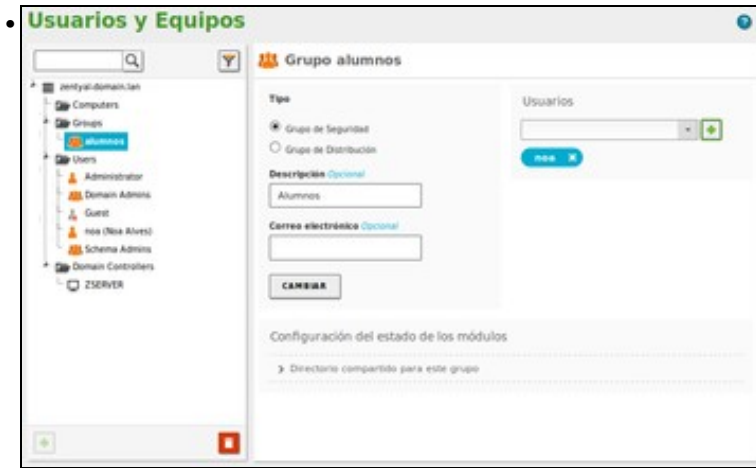 Usuarios y Equipos
zentyal-domain.lan
Computers
Groups
alumnos
Users
Administrator
Domain Admins
Guest
noa (Noa Alves)
Schema Admins
Domain Controllers
ZSERVER
Grupo alumnos
Tipo
Grupo de Seguridad
Grupo de Distribución
Descripción Opcional
Alumnos
Correo electrónico Opcional
CAMBIAR
Usuarios
noa
Configuración del estado de los módulos
Directorio compartido para este grupo